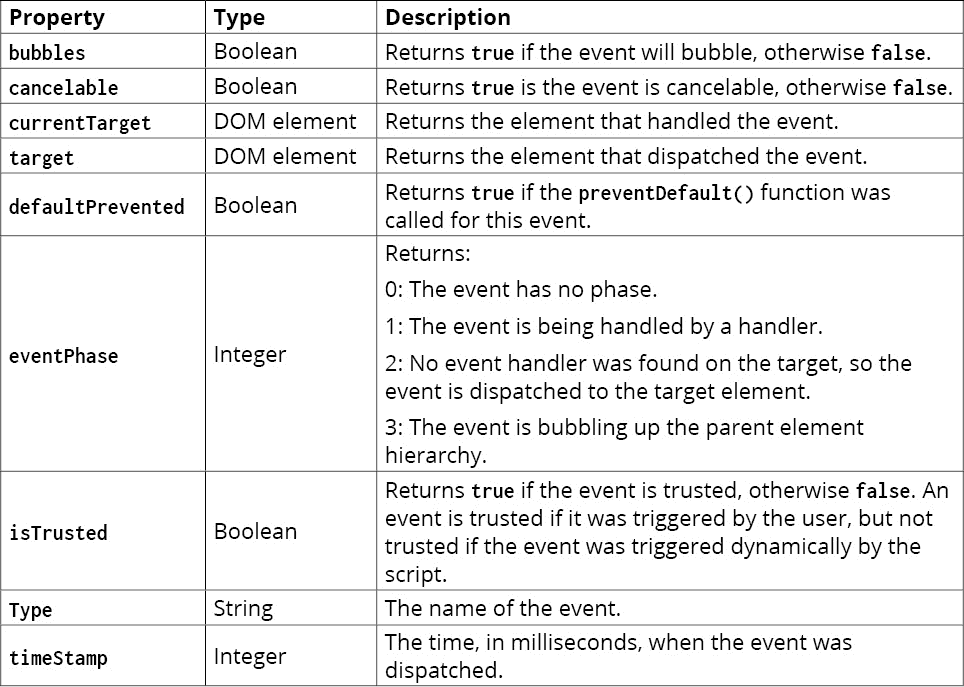 Property Type Description
bubbles Boolean Returns true if the event will bubble, otherwise false.
cancelable Boolean Returns true is the event is cancelable, otherwise false.
currentTarget DOM element Returns the element that handled the event.
target DOM element Returns the element that dispatched the event.
defaultPrevented Boolean Returns true if the preventDefault() function was
called for this event.
eventPhase Integer Returns:
0: The event has no phase.
1: The event is being handled by a handler.
2: No event handler was found on the target, so the
event is dispatched to the target element.
3: The event is bubbling up the parent element
hierarchy.
isTrusted Boolean Returns true if the event is trusted, otherwise false. An
event is trusted if it was triggered by the user, but not
trusted if the event was triggered dynamically by the
script.
Type String The name of the event.
timeStamp Integer The time, in milliseconds, when the event was
dispatched.